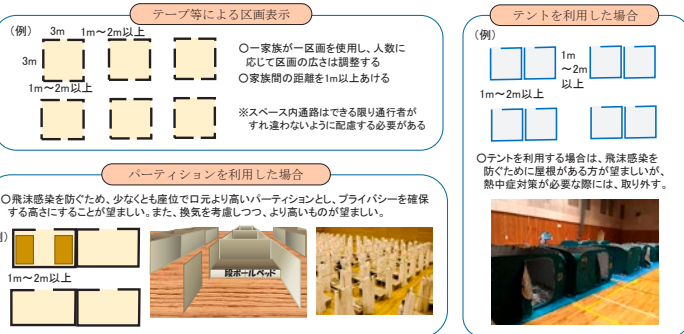 テープ等による区画表示
(例)
3m
1m～2m以上
3m
1m～2m以上
〇一家族が一区画を使用し、人数に
応じて区画の広さは調整する
〇家族間の距離を1m以上あける
※スペース内通路はできる限り通行者が
すれ違わないように配慮する必要がある
パーティションを利用した場合
〇飛沫感染を防ぐため、少なくとも座位で口元より高いパーティションとし、プライバシーを確保
する高さにすることが望ましい。また、換気を考慮しつつ、より高いものが望ましい。
例)
1m～2m以上
段ボールベッド
テントを利用した場合
(例)
1m
～2m
以上
1m～2m以上
〇テントを利用する場合は、飛沫感染を
防ぐために屋根がある方が望ましいが、
熱中症対策が必要な際には、取り外す。